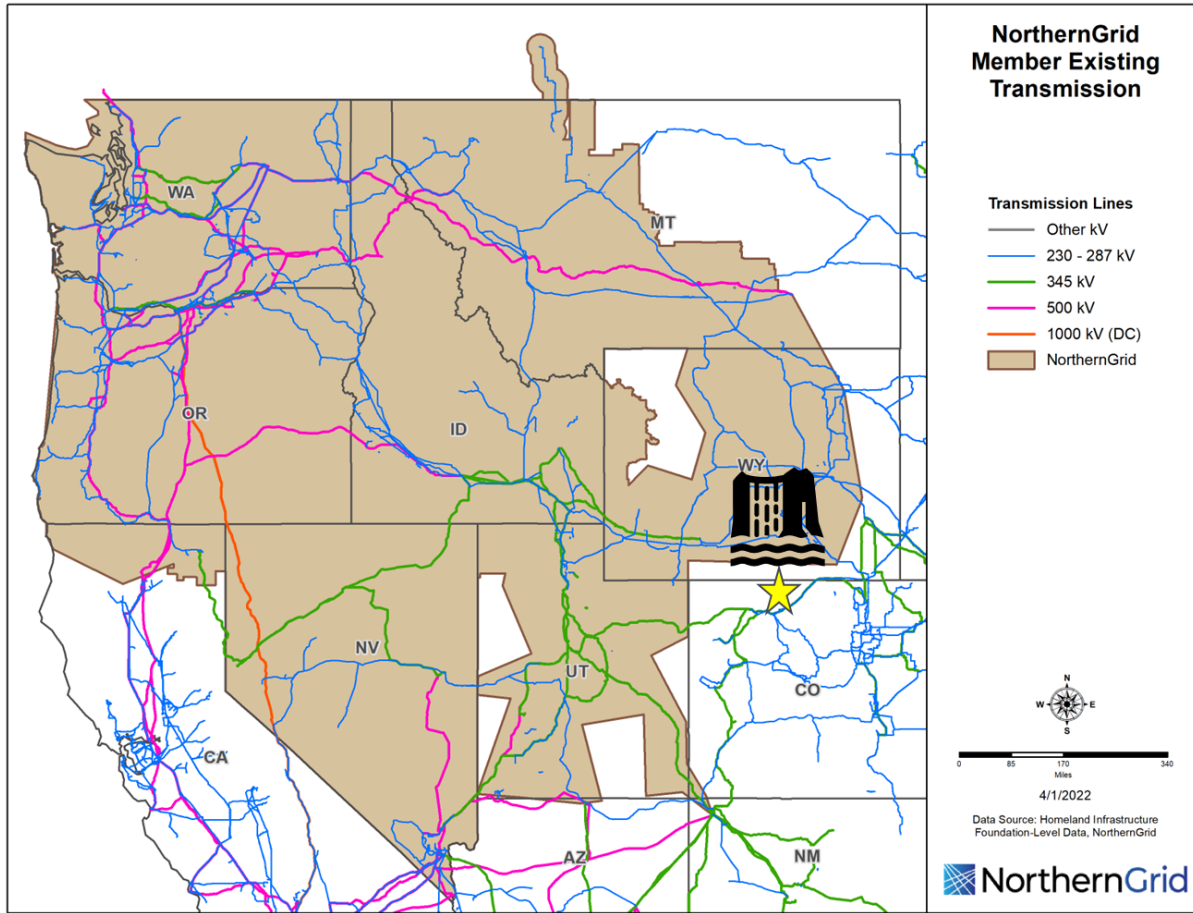 NorthernGrid
Member Existing
Transmission
Transmission Lines
Other kV
230 - 287 kV
345 kV
500 kV
1000 kV (DC)
NorthernGrid
WA
MT
OR
ID
WY
NV
UT
CO
CA
AZ
NM
N
W E
S
0 85 170 340
Miles
4/1/2022
Data Source: Homeland Infrastructure
Foundation-Level Data, NorthernGrid
NorthernGrid